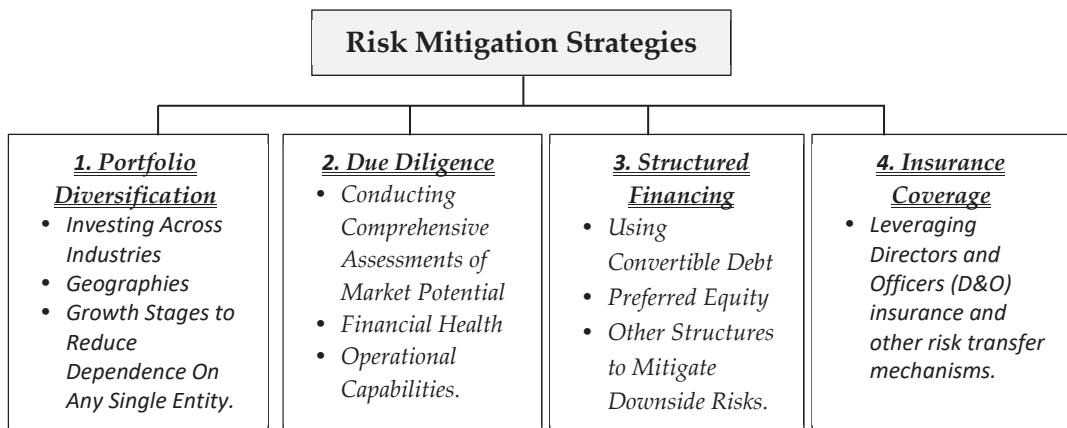 Risk Mitigation Strategies
1. Portfolio
Diversification
• Investing Across
Industries
• Geographies
• Growth Stages to
Reduce
Dependence On
Any Single Entity.
2. Due Diligence
• Conducting
Comprehensive
Assessments of
Market Potential
• Financial Health
• Operational
Capabilities.
3. Structured
Financing
• Using
Convertible Debt
• Preferred Equity
• Other Structures
to Mitigate
Downside Risks.
4. Insurance
Coverage
• Leveraging
Directors and
Officers (D&O)
insurance and
other risk transfer
mechanisms.